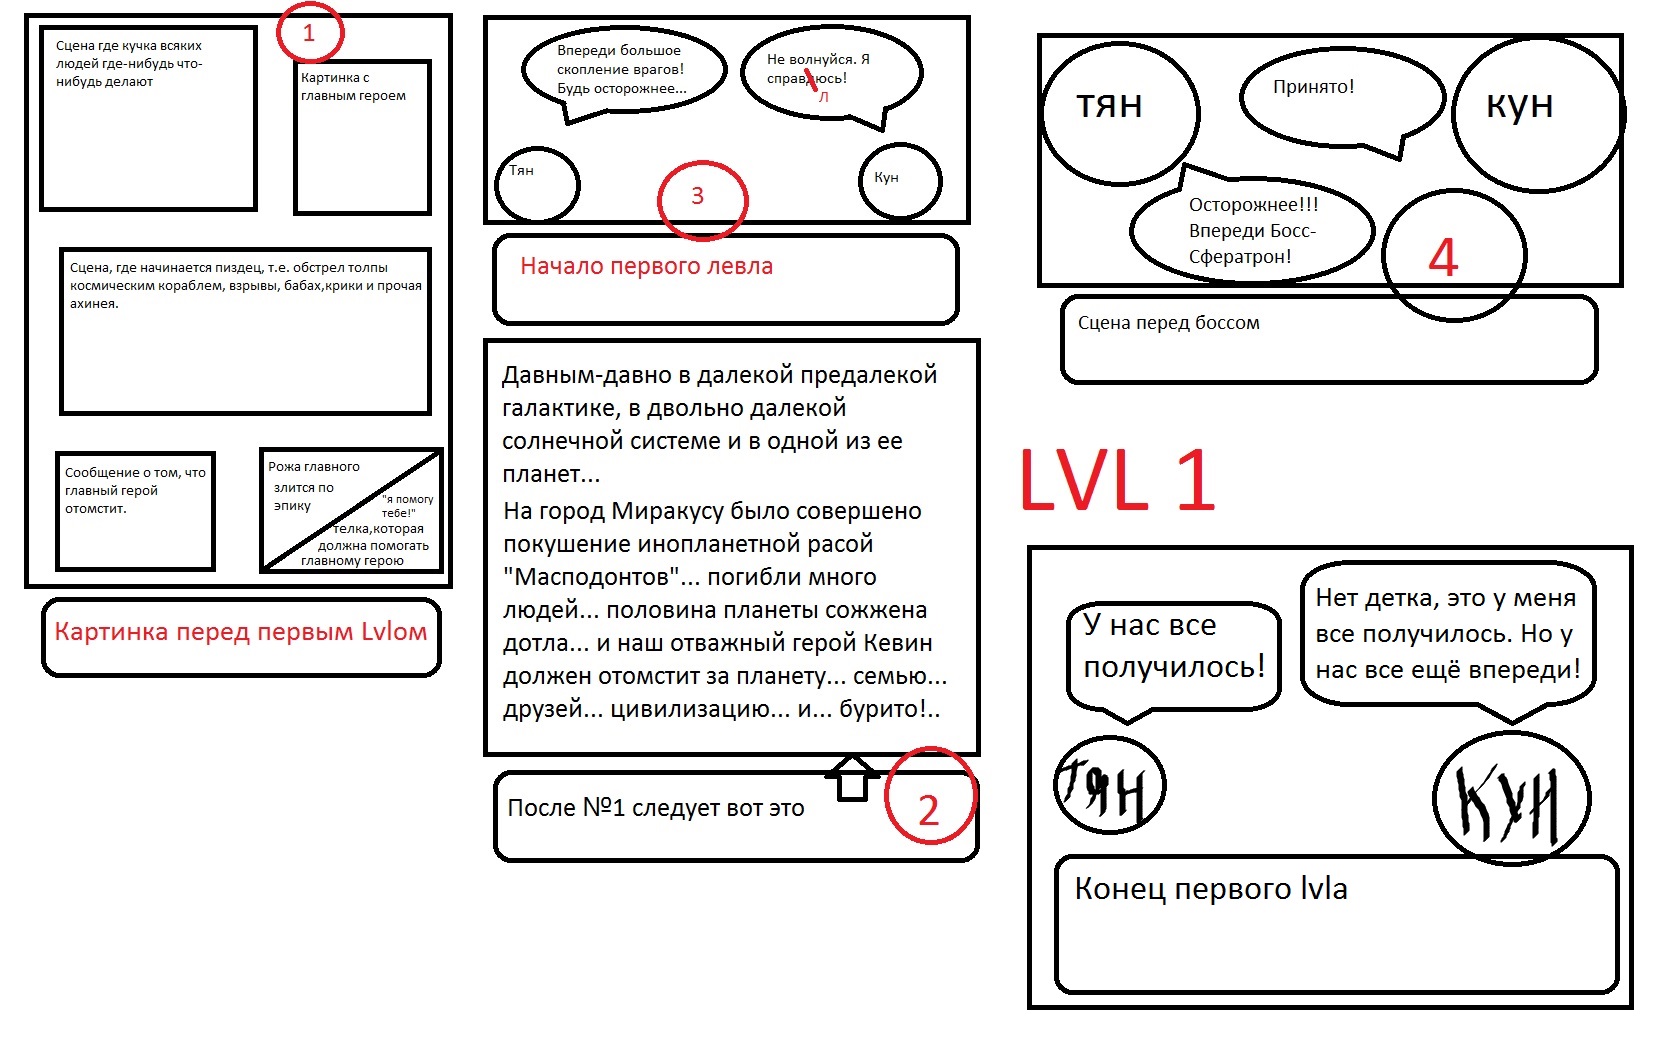 1
Сцена где кучка всяких
людей где-нибудь что-
нибудь делают
Картинка с
главным героем
Сцена, где начинается пиздец, т.е. обстрел толпы
космическим кораблем, взрывы, бабах,крики и прочая
ахинея.
Сообщение о том, что
главный герой
отомстит.
Рожа главного
злится по
эпику
"я помогу
тебе!"
телка,которая
должна помогать
главному герою
Картинка перед первым Lvlом
2
Давным-давно в далекой предалекой
галактике, в двольно далекой
солнечной системе и в одной из ее
планет...
На город Миракусу было совершено
покушение инопланетной расой
"Масподонтов"... погибли много
людей... половина планеты сожжена
дотла... и наш отважный герой Кевин
должен отомстит за планету... семью...
друзей... цивилизацию... и... бурито!..
После №1 следует вот это
3
Впереди большое
скопление врагов!
Будь осторожнее...
Не волнуйся. Я
справдюсь!
Л
Тян
Кун
Начало первого левла
4
тян
Принято!
кун
Осторожнее!!!
Впереди Босс-
Сфератрон!
Сцена перед боссом
LVL 1
У нас все
получилось!
Нет детка, это у меня
все получилось. Но у
нас все ещё впереди!
тян
кун
Конец первого lvla